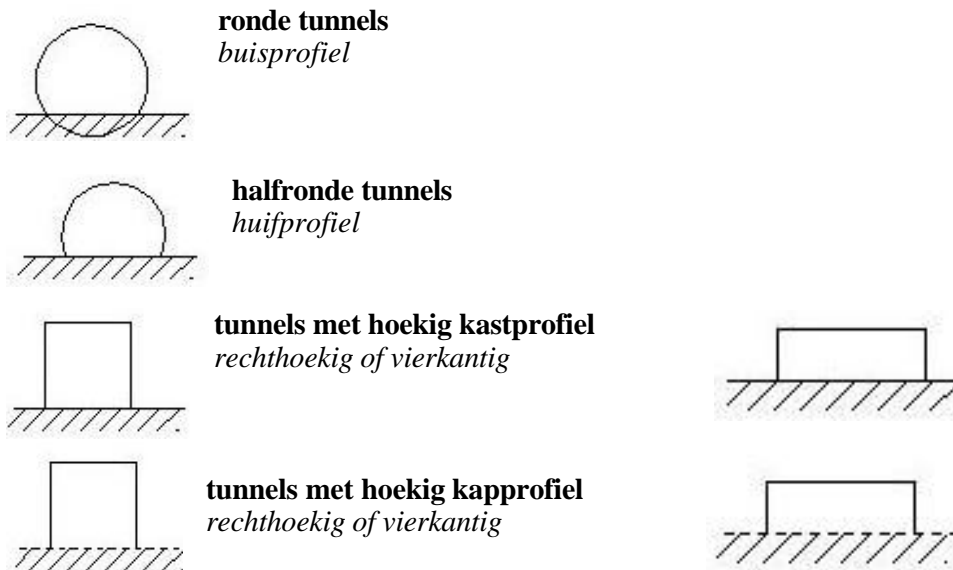 ronde tunnels
buisprofiel
halfronde tunnels
huifprofiel
tunnels met hoekig kastprofiel
rechthoekig of vierkantig
tunnels met hoekig kapprofiel
rechthoekig of vierkantig